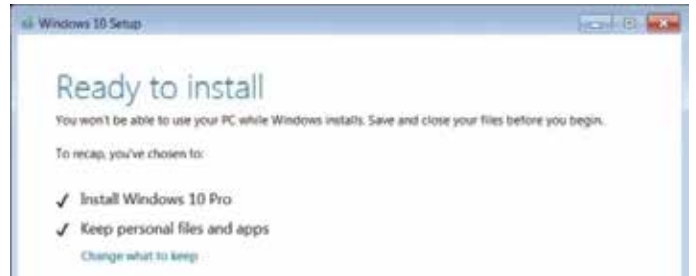 Windows 10 Setup
Ready to install
You won't be able to use your PC while Windows installs. Save and close your files before you begin.
To recap, you've chosen to:
✓ Install Windows 10 Pro
✓ Keep personal files and apps
Change what to keep